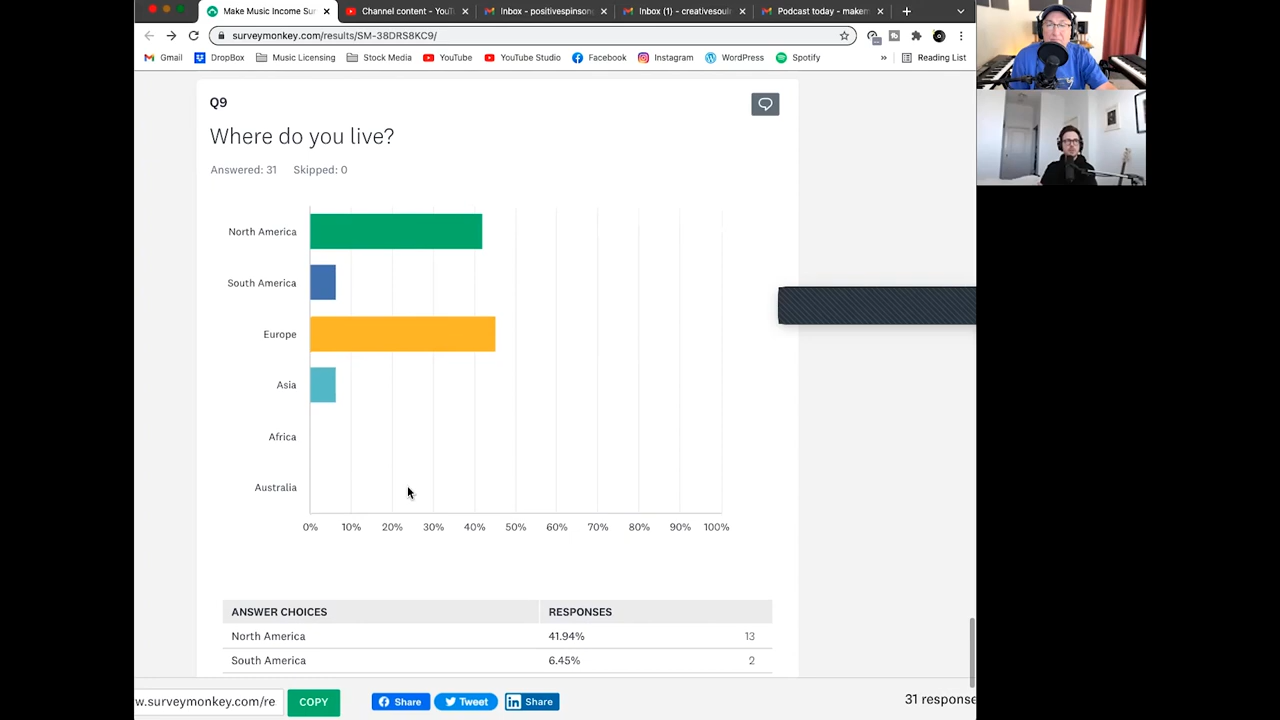 Make Music Income Sur
Channel content - YouTu
Inbox - positivespinsong
Inbox (1) - creativesoul
Podcast today - makem
surveymonkey.com/results/SM-38DRS8KC9/
Gmail
DropBox
Music Licensing
Stock Media
YouTube
YouTube Studio
Facebook
Instagram
WordPress
Spotify
»
Reading List
Q9
Where do you live?
Answered: 31 Skipped: 0
North America
South America
Europe
Asia
Africa
Australia
0% 10% 20% 30% 40% 50% 60% 70% 80% 90% 100%
ANSWER CHOICES RESPONSES
North America 41.94% 13
South America 6.45% 2
w.surveymonkey.com/re
COPY
Share
Tweet
Share
31 response